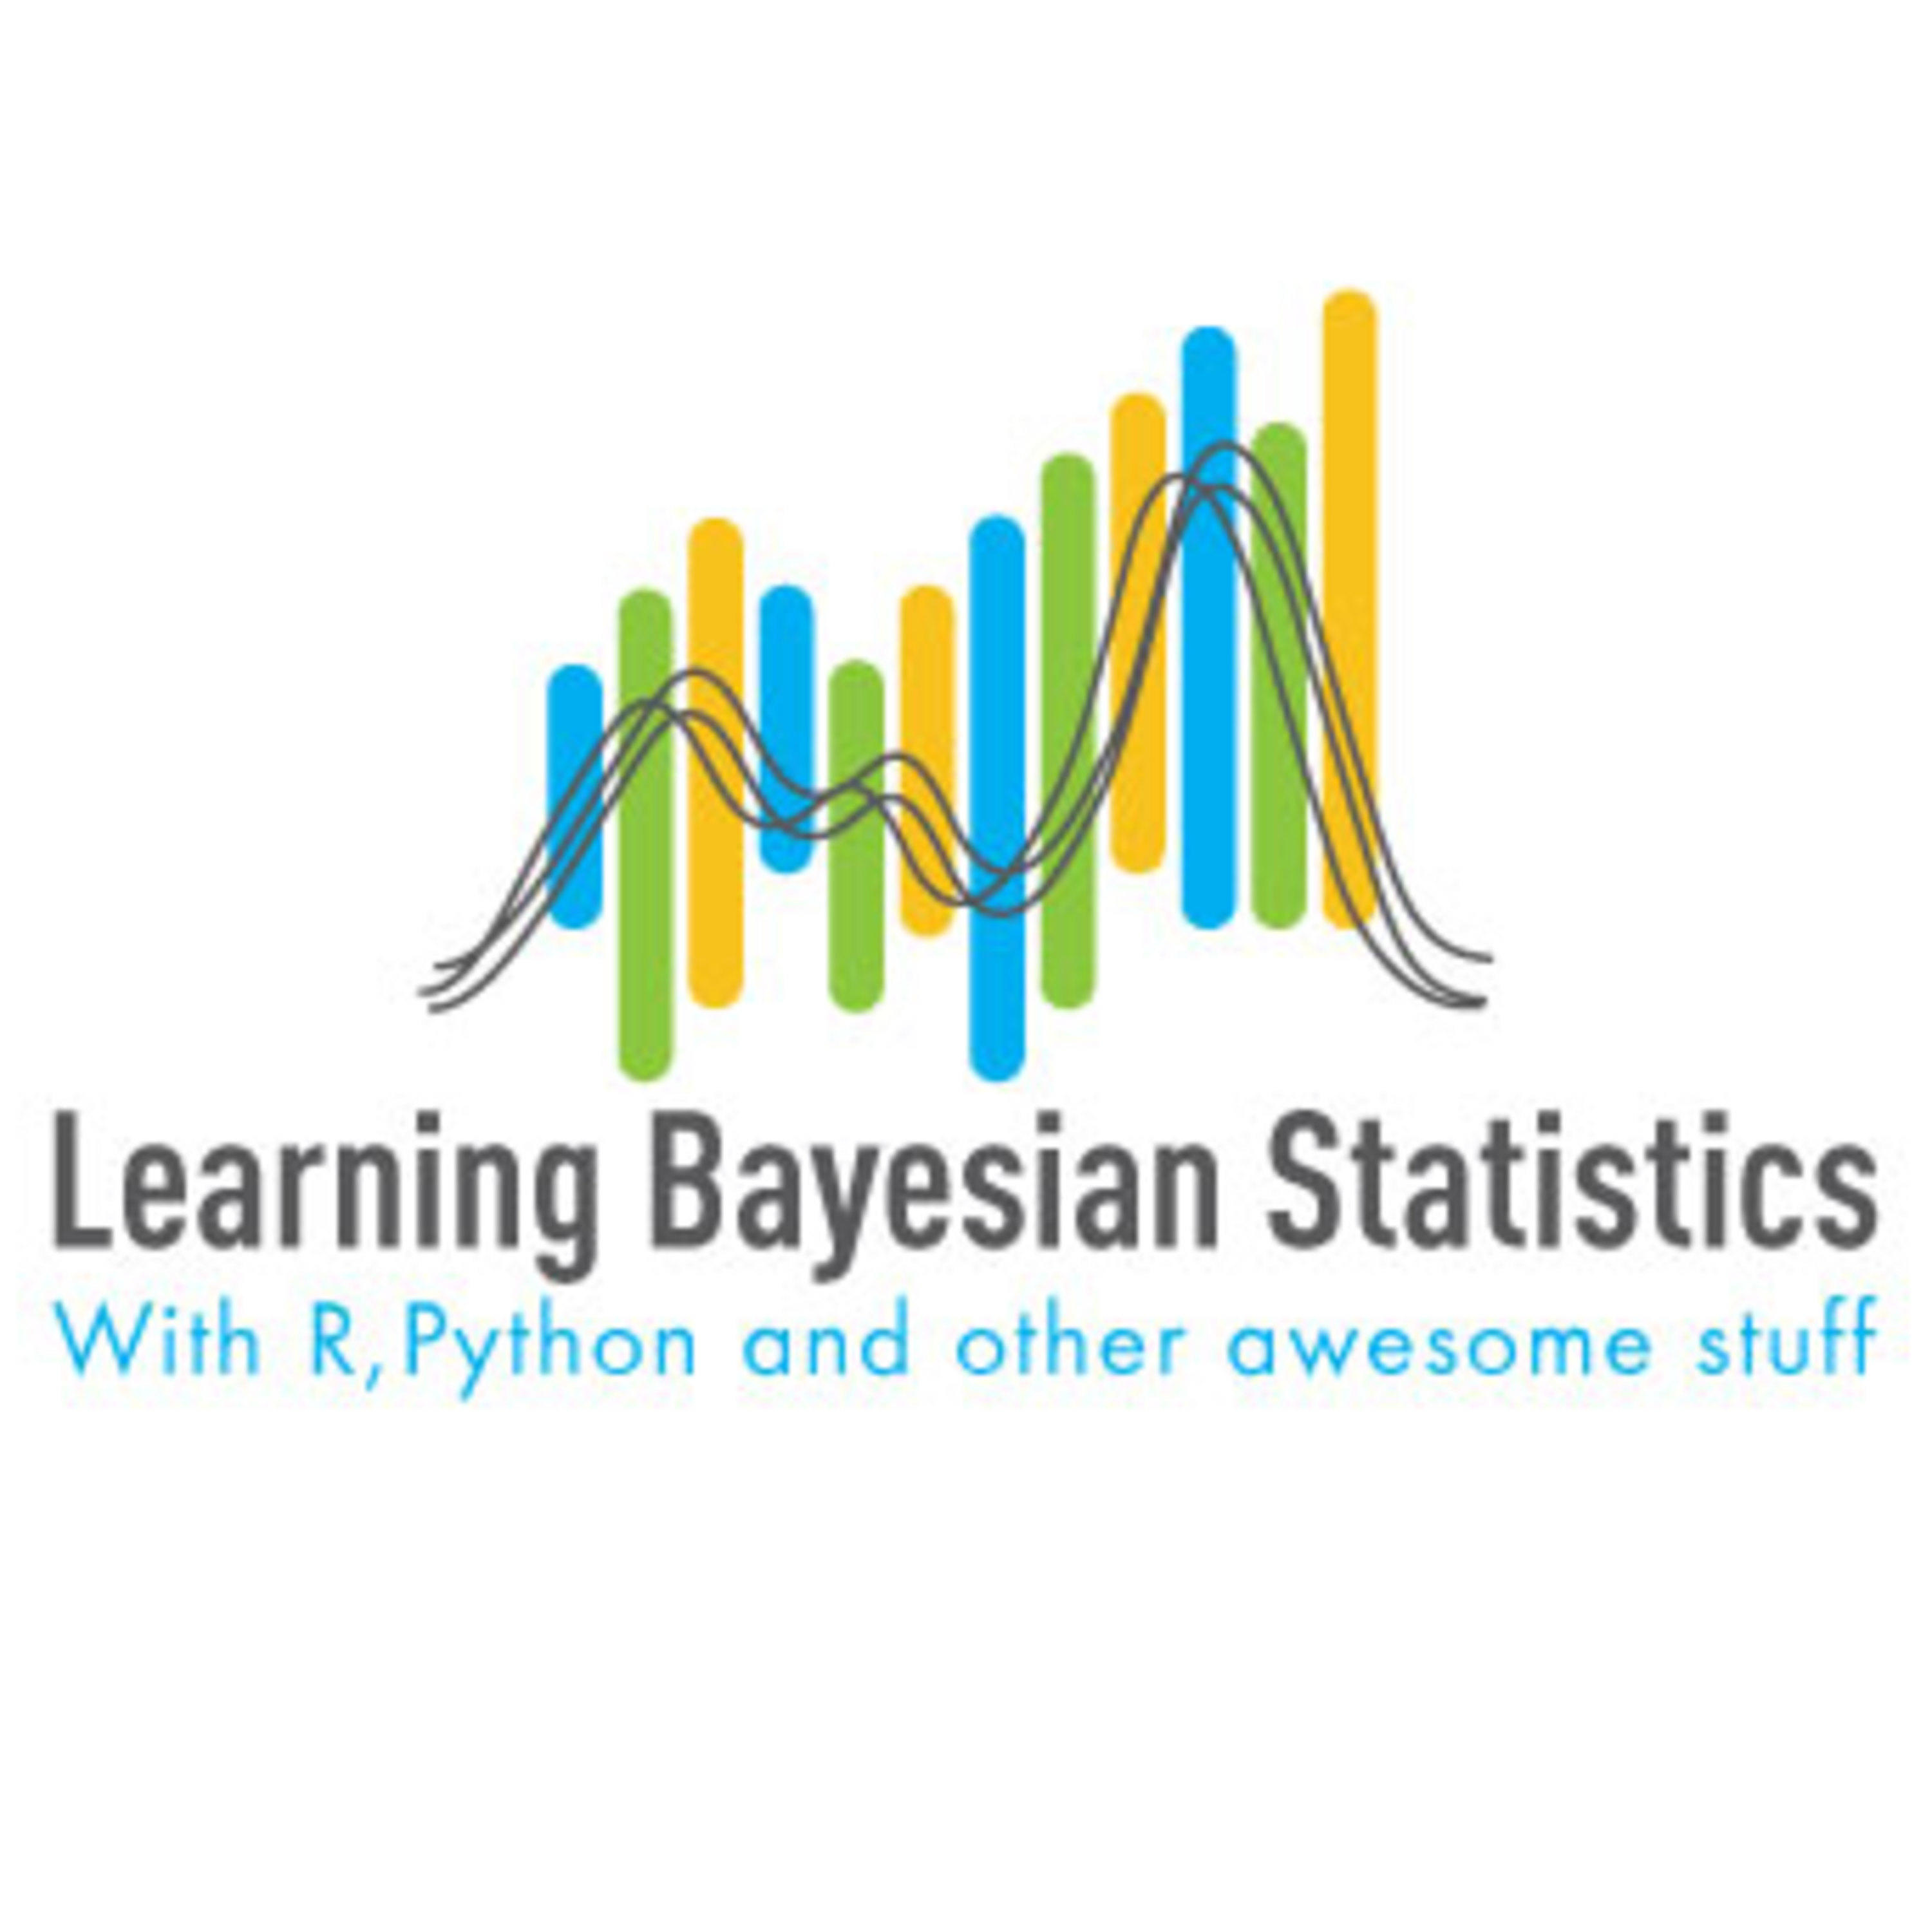 Learning Bayesian Statistics
With R, Python and other awesome stuff